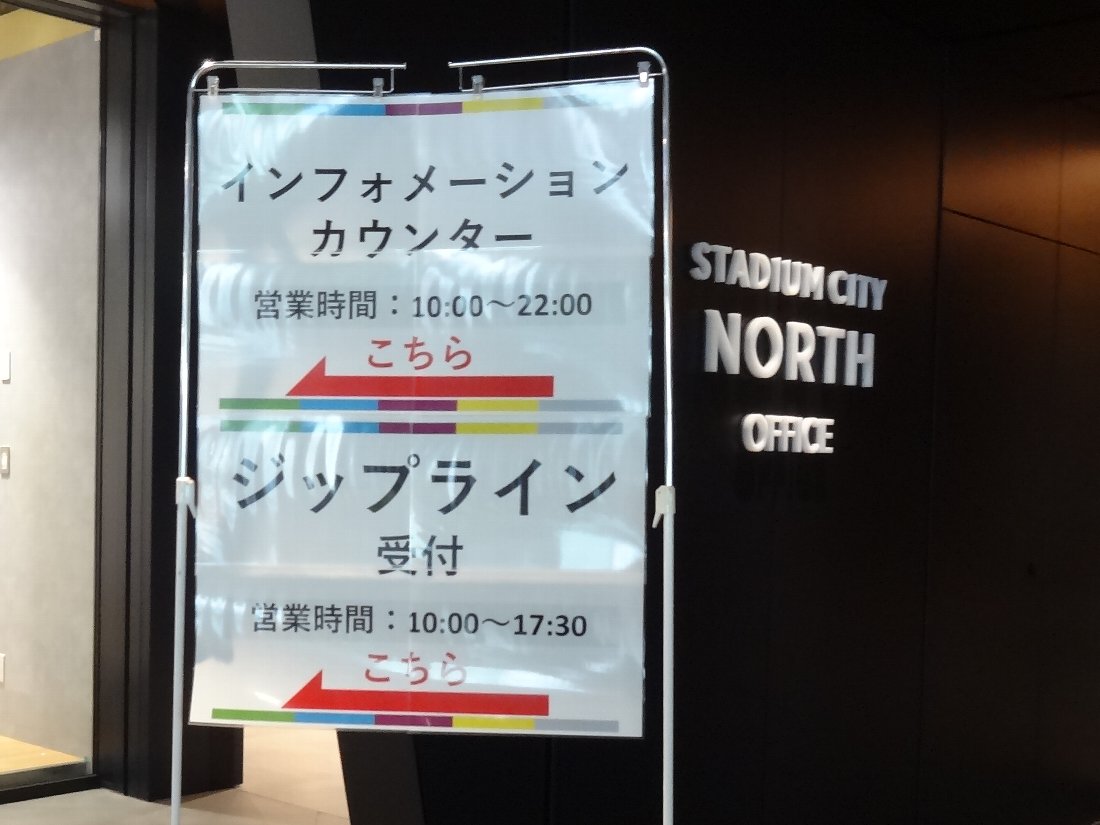 インフォメーション
カウンター
営業時間：10:00～22:00
こちら
ジップライン
受付
営業時間：10:00～17:30
こちら
STADIUM CITY
NORTH
OFFICE